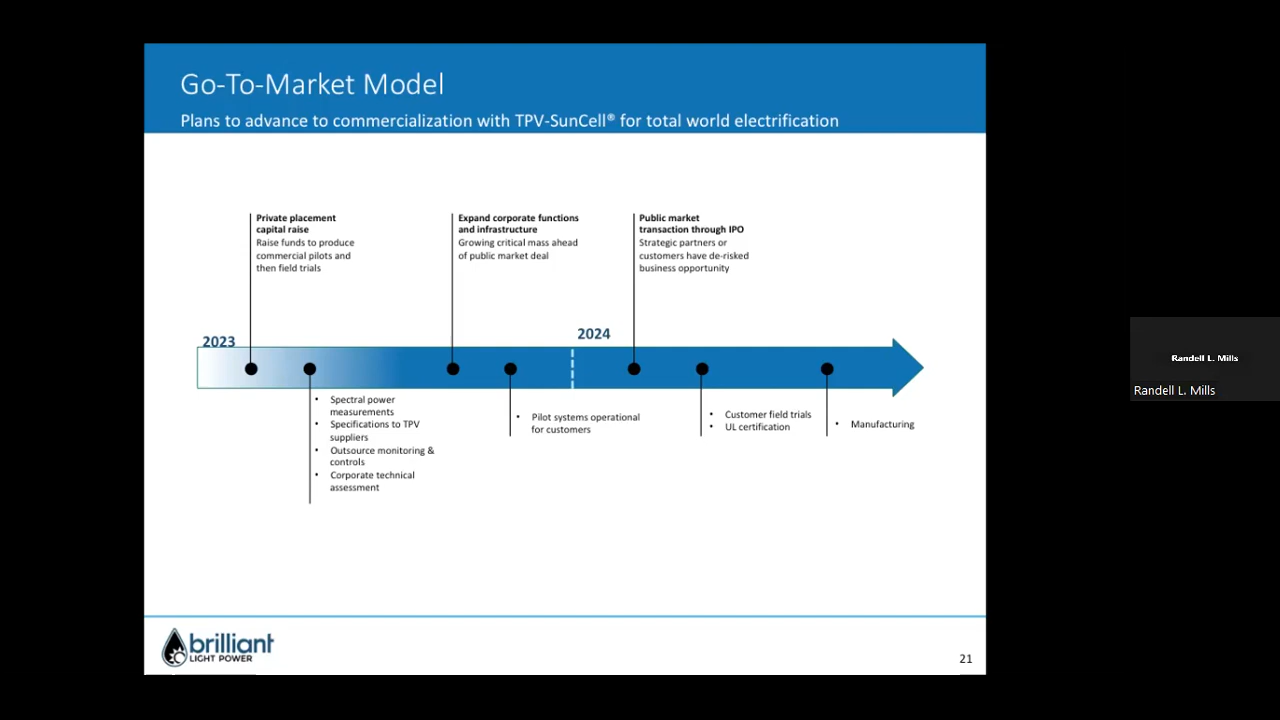 Go-To-Market Model
Plans to advance to commercialization with TPV-SunCell® for total world electrification
Private placement
capital raise
Raise funds to produce
commercial pilots and
then field trials
Expand corporate functions
and infrastructure
Growing critical mass ahead
of public market deal
Public market
transaction through IPO
Strategic partners or
customers have de-risked
business opportunity
2023
2024
• Spectral power
measurements
• Specifications to TPV
suppliers
• Outsource monitoring &
controls
• Corporate technical
assessment
• Pilot systems operational
for customers
• Customer field trials
• UL certification
• Manufacturing
Randell L. Mills
Randell L. Mills
brilliant
LIGHT POWER
21